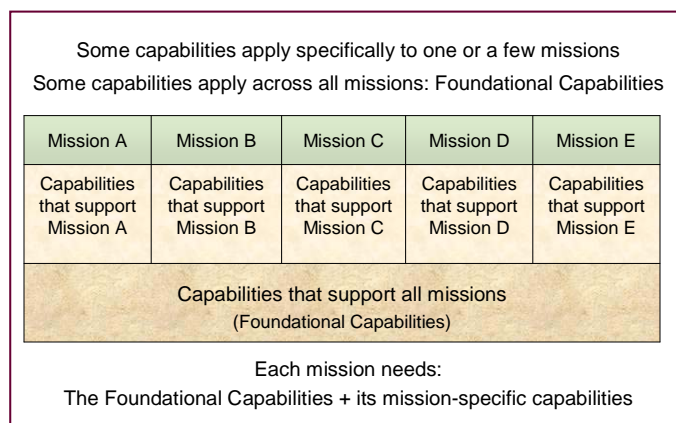 Some capabilities apply specifically to one or a few missions
Some capabilities apply across all missions: Foundational Capabilities
Mission A
Mission B
Mission C
Mission D
Mission E
Capabilities
that support
Mission A
Capabilities
that support
Mission B
Capabilities
that support
Mission C
Capabilities
that support
Mission D
Capabilities
that support
Mission E
Capabilities that support all missions
(Foundational Capabilities)
Each mission needs:
The Foundational Capabilities + its mission-specific capabilities